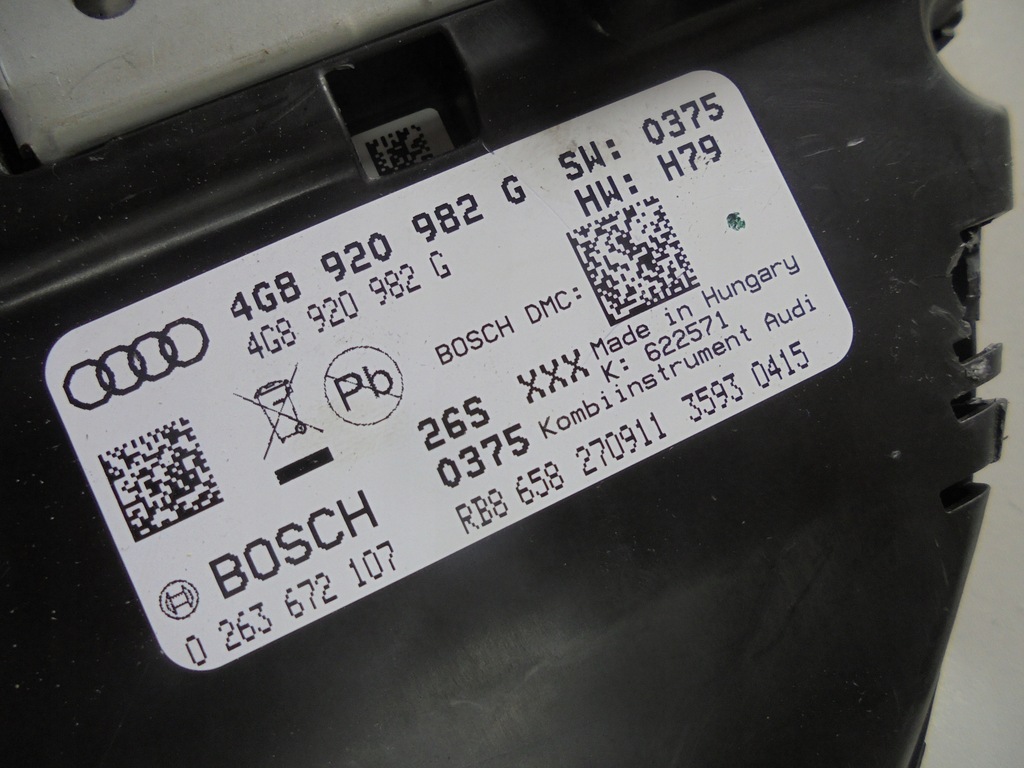 4G8 920 982 G
4G8 920 982 G
SW: 0375
HW: H79
Pb
BOSCH DMC:
26S XXX
0375
Made in Hungary
K: 622571
Kombiinstrument Audi
BOSCH
0 263 672 107
RB8 658 270911 3593 0415